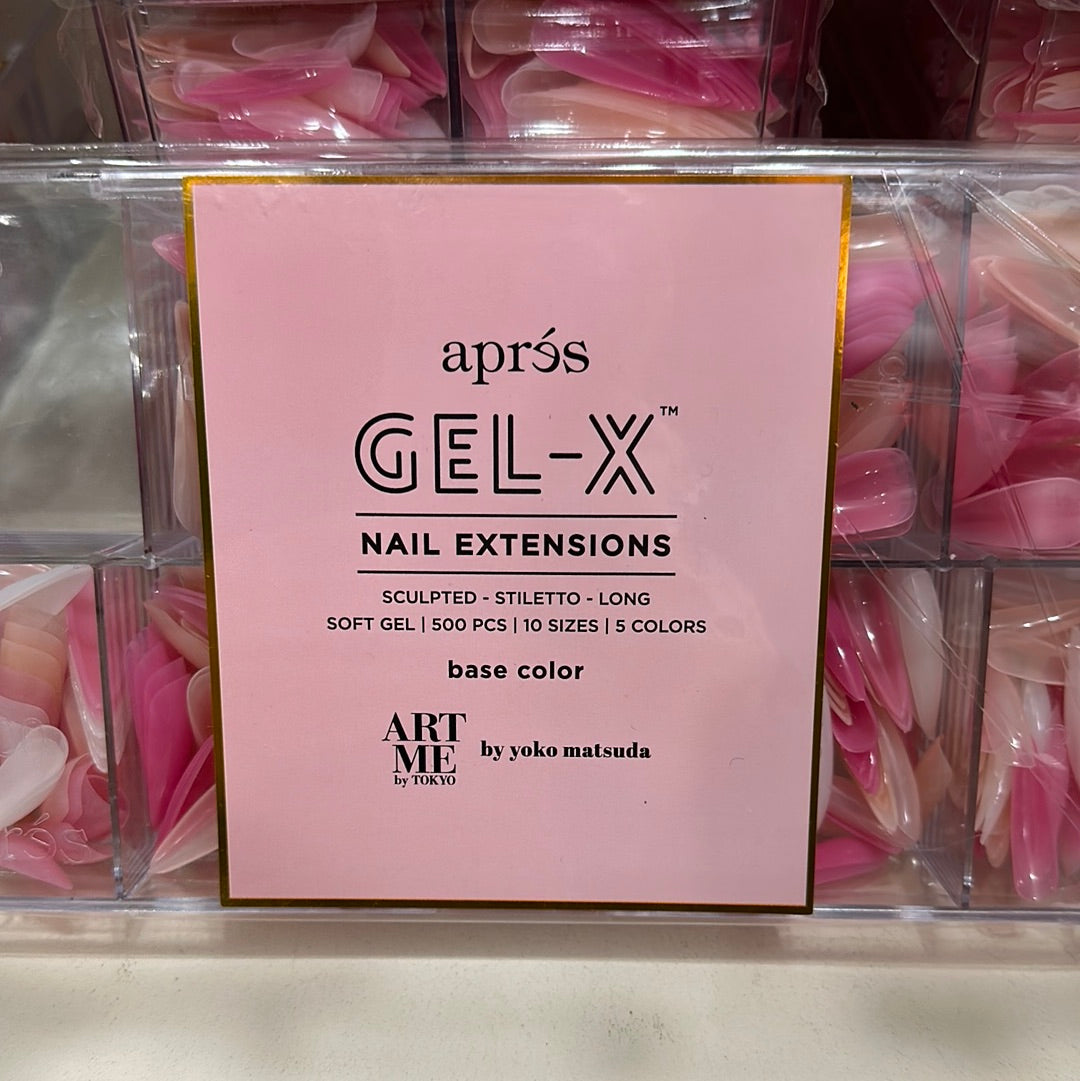 aprés
GEL-X™
NAIL EXTENSIONS
SCULPTED - STILETTO - LONG
SOFT GEL | 500 PCS | 10 SIZES | 5 COLORS
base color
ART
ME
by TOKYO
by yoko matsuda